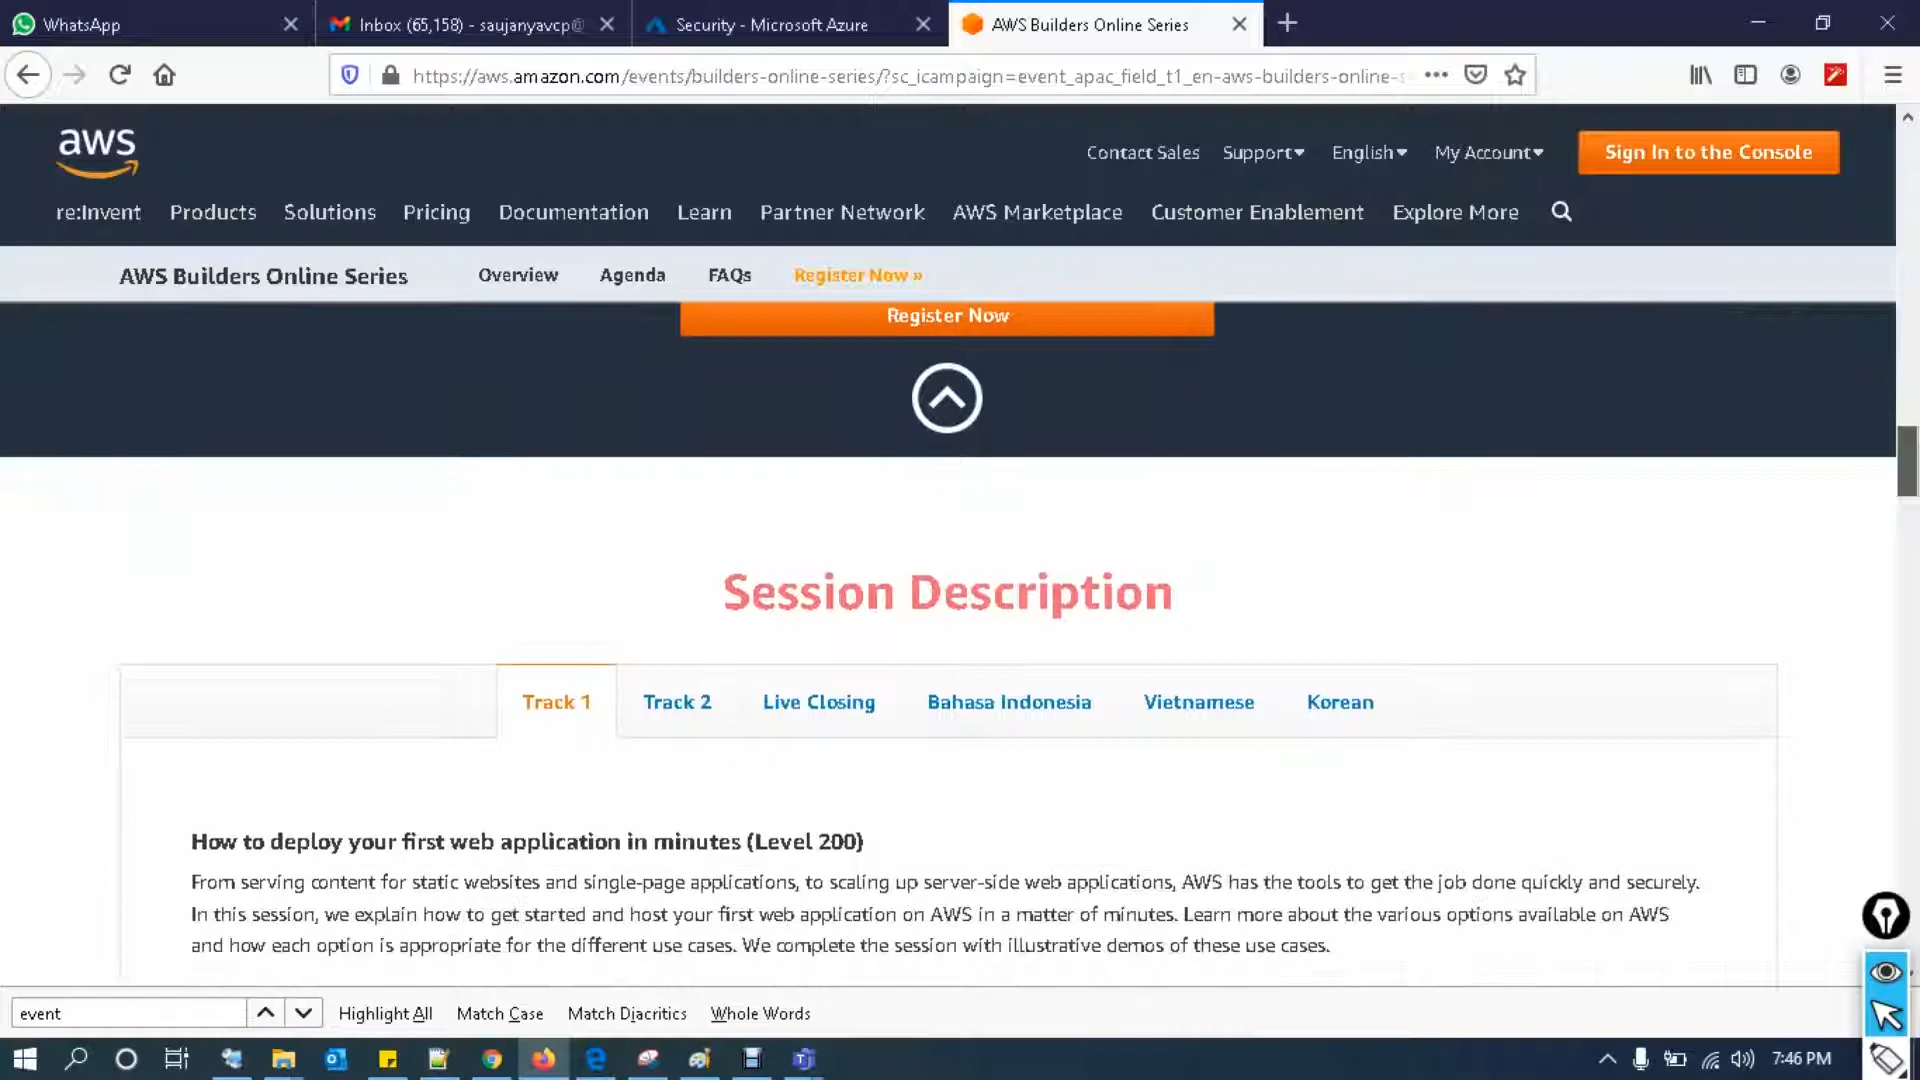 WhatsApp
Inbox (65,158) - saujanyavcp@
Security - Microsoft Azure
AWS Builders Online Series
https://aws.amazon.com/events/builders-online-series/?sc_icampaign=event_apac_field_t1_en-aws-builders-online-s
aws
Contact Sales Support English My Account Sign In to the Console
re:Invent Products Solutions Pricing Documentation Learn Partner Network AWS Marketplace Customer Enablement Explore More
AWS Builders Online Series Overview Agenda FAQs Register Now »
Register Now
Session Description
Track 1 Track 2 Live Closing Bahasa Indonesia Vietnamese Korean
How to deploy your first web application in minutes (Level 200)
From serving content for static websites and single-page applications, to scaling up server-side web applications, AWS has the tools to get the job done quickly and securely.
In this session, we explain how to get started and host your first web application on AWS in a matter of minutes. Learn more about the various options available on AWS
and how each option is appropriate for the different use cases. We complete the session with illustrative demos of these use cases.
event Highlight All Match Case Match Diacritics Whole Words
7:46 PM